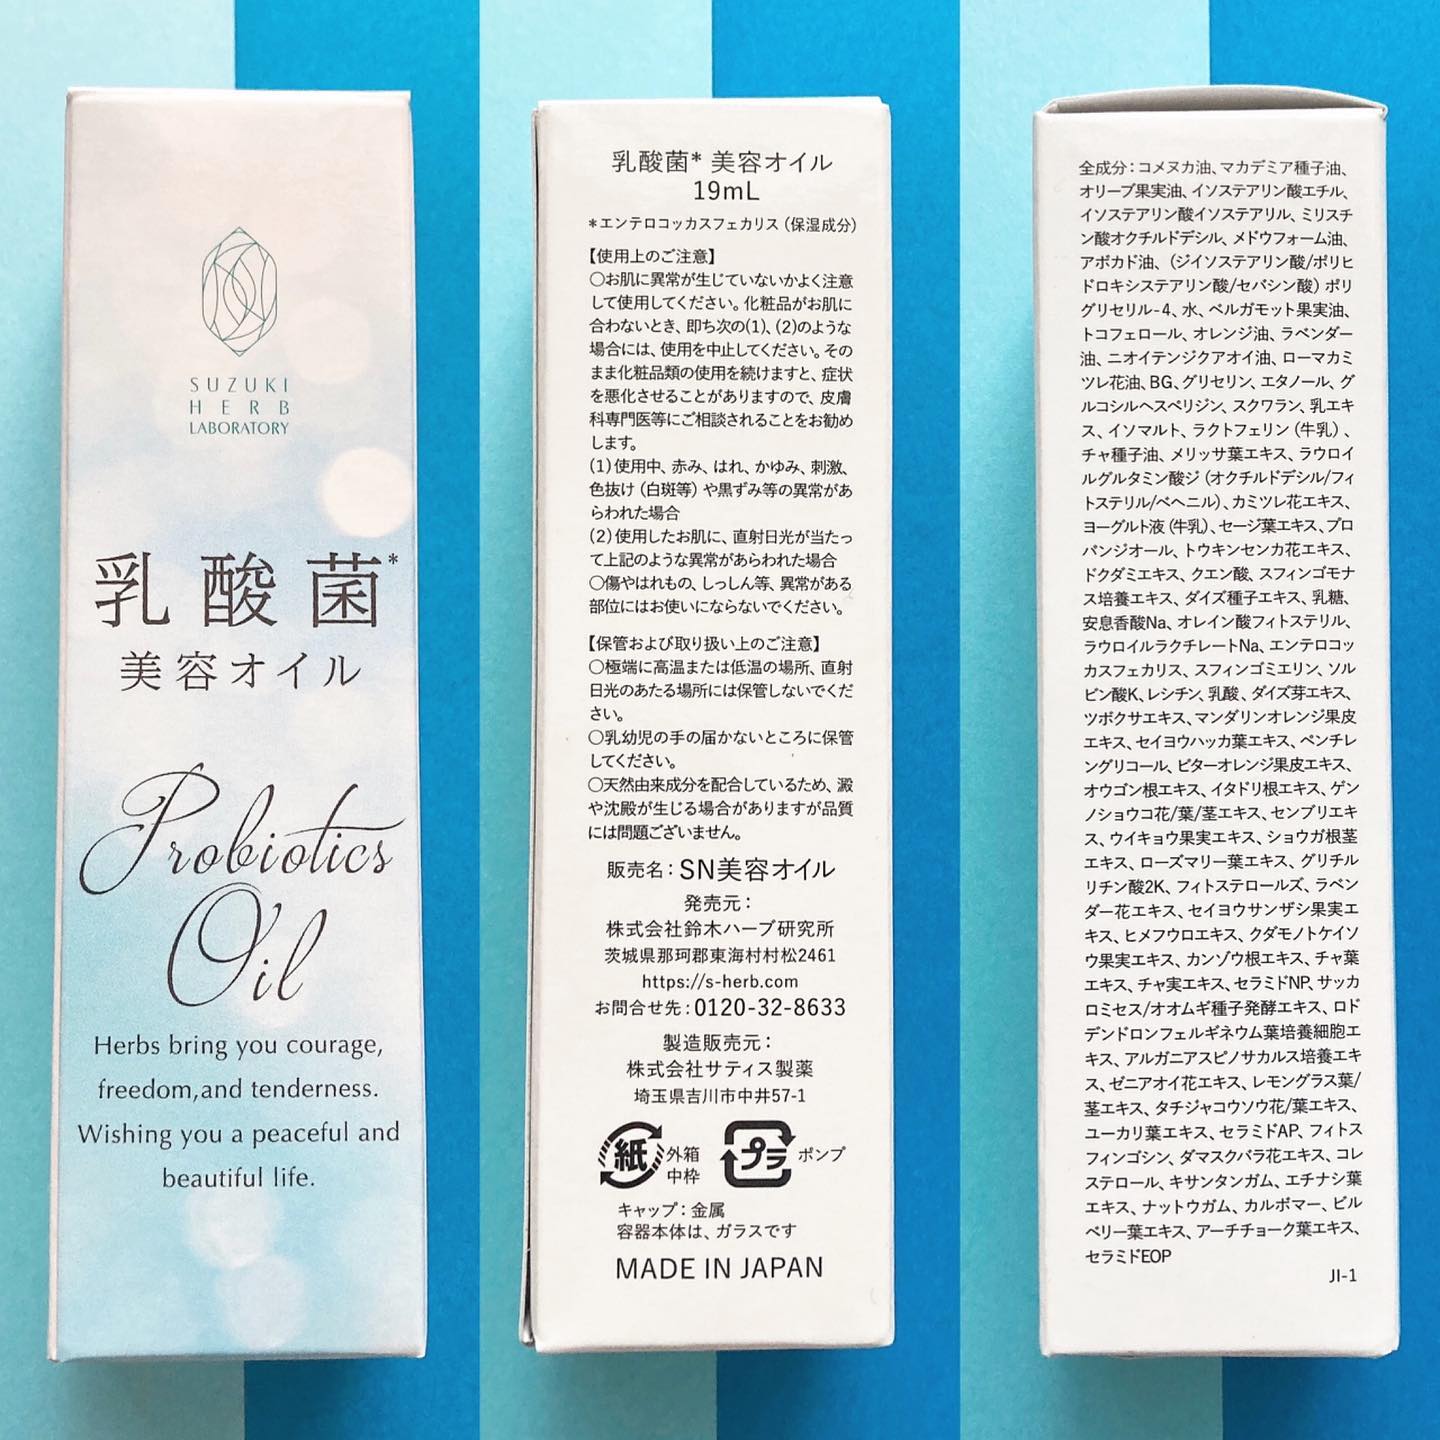 SUZUKI
HERB
LABORATORY
乳酸菌*
美容オイル
Probiotics
Oil
Herbs bring you courage,
freedom,and tenderness.
Wishing you a peaceful and
beautiful life.
乳酸菌* 美容オイル
19mL
*エンテロコッカスフェカリス(保湿成分)
【使用上のご注意】
〇お肌に異常が生じていないかよく注意
して使用してください。化粧品がお肌に
合わないとき、即ち次の(1)、(2)のような
場合には、使用を中止してください。その
まま化粧品類の使用を続けますと、症状
を悪化させることがありますので、皮膚
科専門医等にご相談されることをお勧め
します。
(1)使用中、赤み、はれ、かゆみ、刺激、
色抜け(白斑等)や黒ずみ等の異常があ
らわれた場合
(2)使用したお肌に、直射日光が当たっ
て上記のような異常があらわれた場合
〇傷やはれもの、しっしん等、異常がある
部位にはお使いにならないでください。
【保管および取り扱い上のご注意】
〇極端に高温または低温の場所、直射
日光のあたる場所には保管しないでくだ
さい。
〇乳幼児の手の届かないところに保管
してください。
〇天然由来成分を配合しているため、澱
や沈殿が生じる場合がありますが品質
には問題ございません。
販売名:SN美容オイル
発売元:
株式会社鈴木ハーブ研究所
茨城県那珂郡東海村村松2461
https://s-herb.com
お問合せ先:0120-32-8633
製造販売元:
株式会社サティス製薬
埼玉県吉川市中井57-1
紙 外箱
中枠
プラ ポンプ
キャップ:金属
容器本体は、ガラスです
MADE IN JAPAN
全成分:コメヌカ油、マカデミア種子油、
オリーブ果実油、イソステアリン酸エチル、
イソステアリン酸イソステアリル、ミリスチ
ン酸オクチルドデシル、メドウフォーム油、
アボカド油、(ジイソステアリン酸/ポリヒ
ドロキシステアリン酸/セバシン酸)ポリ
グリセリル-4、水、ベルガモット果実油、
トコフェロール、オレンジ油、ラベンダー
油、ニオイテンジクアオイ油、ローマカミ
ツレ花油、BG、グリセリン、エタノール、グ
ルコシルヘスペリジン、スクワラン、乳エキ
ス、イソマルト、ラクトフェリン(牛乳)、
チャ種子油、メリッサ葉エキス、ラウロイ
ルグルタミン酸ジ(オクチルドデシル/フィ
トステリル/ベヘニル)、カミツレ花エキス、
ヨーグルト液(牛乳)、セージ葉エキス、プロ
パンジオール、トウキンセンカ花エキス、
ドクダミエキス、クエン酸、スフィンゴモナ
ス培養エキス、ダイズ種子エキス、乳糖、
安息香酸Na、オレイン酸フィトステリル、
ラウロイルラクチレートNa、エンテロコッ
カスフェカリス、スフィンゴミエリン、ソル
ビン酸K、レシチン、乳酸、ダイズ芽エキス、
ツボクサエキス、マンダリンオレンジ果皮
エキス、セイヨウハッカ葉エキス、ペンチレ
ングリコール、ビターオレンジ果皮エキス、
オウゴン根エキス、イタドリ根エキス、ゲン
ノショウコ花/葉/茎エキス、センブリエキ
ス、ウイキョウ果実エキス、ショウガ根茎
エキス、ローズマリー葉エキス、グリチル
リチン酸2K、フィトステロールズ、ラベン
ダー花エキス、セイヨウサンザシ果実エ
キス、ヒメフウロエキス、クダモノトケイソ
ウ果実エキス、カンゾウ根エキス、チャ葉
エキス、チャ実エキス、セラミドNP、サッカ
ロミセス/オオムギ種子発酵エキス、ロド
デンドロンフェルギネウム葉培養細胞エ
キス、アルガニアスピノサカルス培養エキ
ス、ゼニアオイ花エキス、レモングラス葉/
茎エキス、タチジャコウソウ花/葉エキス、
ユーカリ葉エキス、セラミドAP、フィトス
フィンゴシン、ダマスクバラ花エキス、コレ
ステロール、キサンタンガム、エチナシ葉
エキス、ナットウガム、カルボマー、ビル
ベリー葉エキス、アーチチョーク葉エキス、
セラミドEOP
JI-1